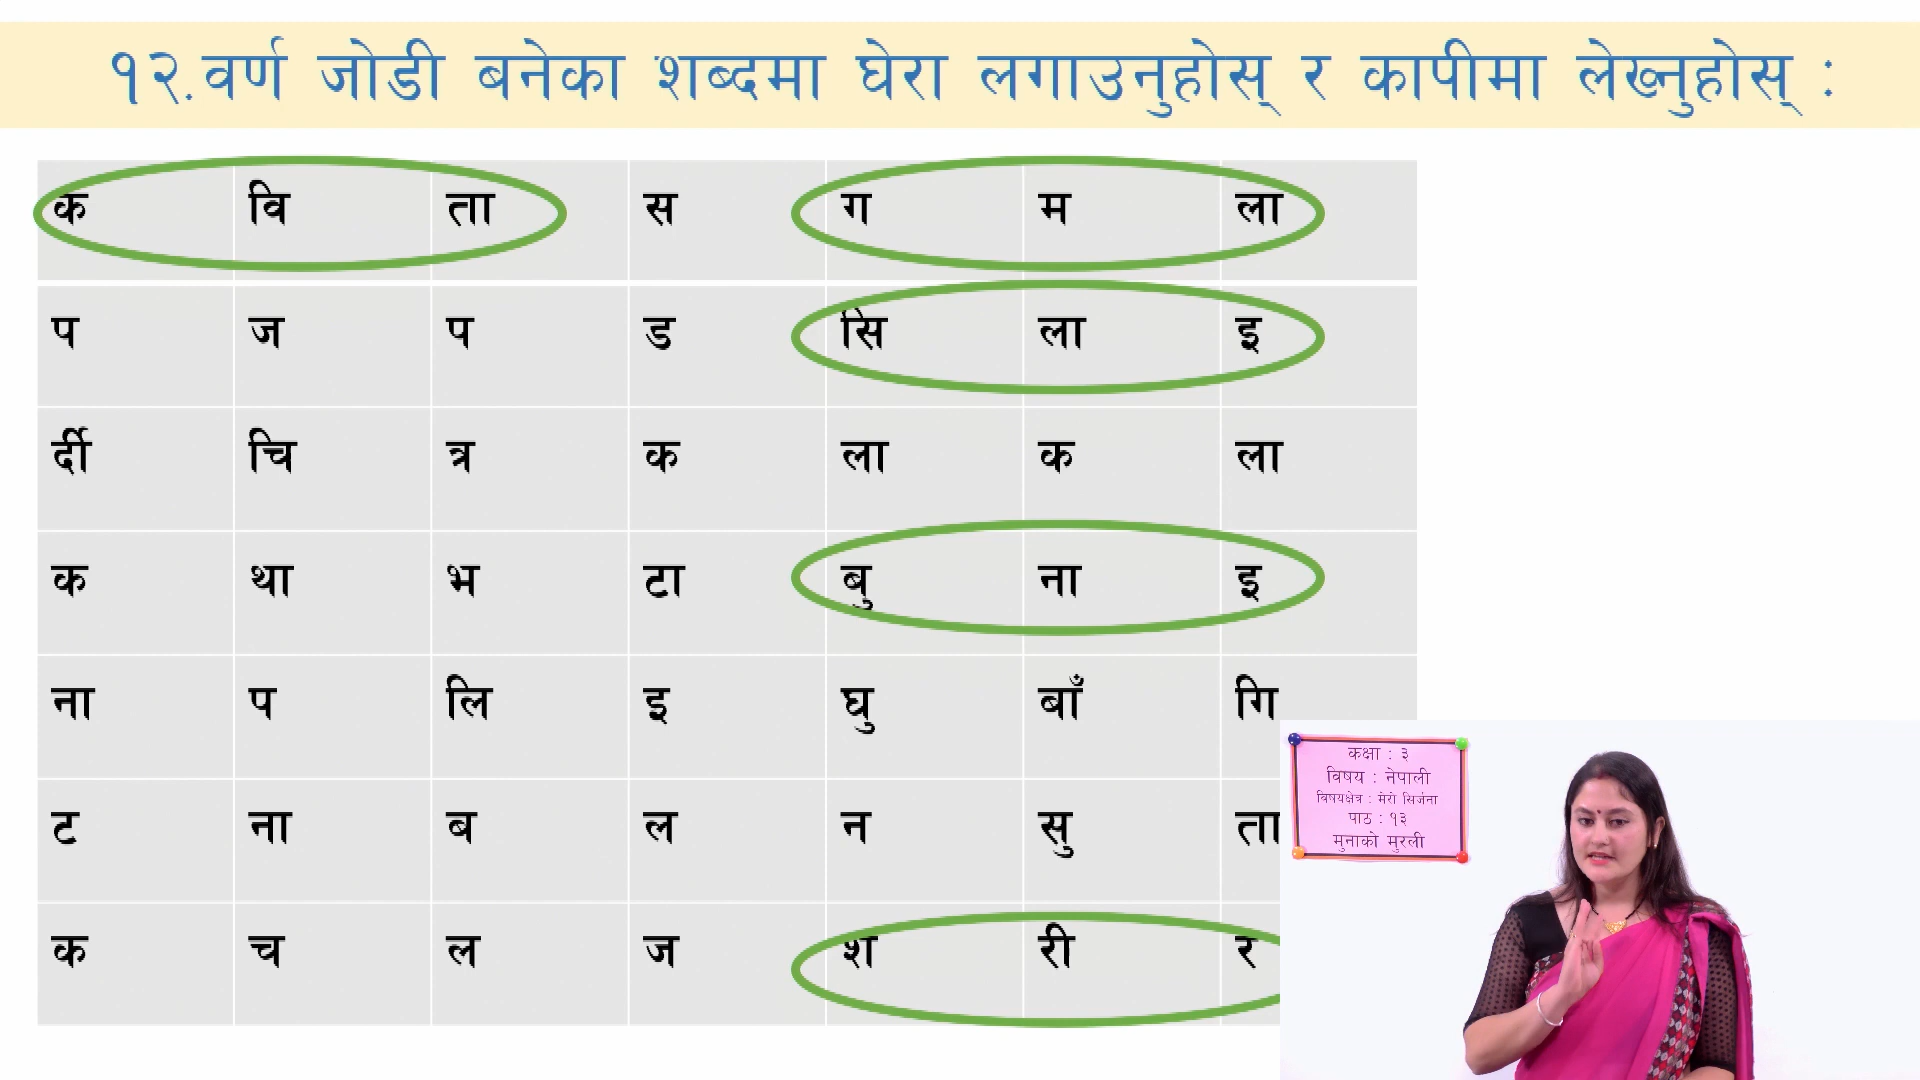 १२.वर्ण जोडी बनेका शब्दमा घेरा लगाउनुहोस् र कापीमा लेख्नुहोस् :
क वि ता स ग म ला
प ज प ड सि ला इ
र्दी चि त्र क ला क ला
क था भ टा बु ना इ
ना प लि इ घु बाँ गि
ट ना ब ल न सु ता
क च ल ज श री र
कक्षा : ३
विषय : नेपाली
विषयक्षेत्र : मेरो सिर्जना
पाठ : १३
मुनाको मुरली